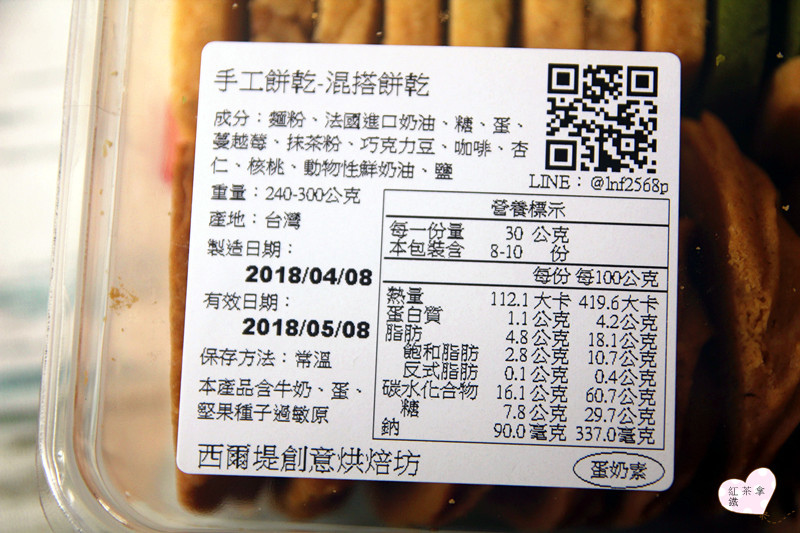 手工餅乾-混搭餅乾
成分：麵粉、法國進口奶油、糖、蛋、
蔓越莓、抹茶粉、巧克力豆、咖啡、杏
仁、核桃、動物性鮮奶油、鹽
LINE：@lnf2568p
重量：240-300公克
產地：台灣
製造日期：
2018/04/08
有效日期：
2018/05/08
保存方法：常溫
本產品含牛奶、蛋、
堅果種子過敏原
營養標示
每一份量 30 公克
本包裝含 8-10 份
每份 每100公克
熱量 112.1大卡 419.6大卡
蛋白質 1.1公克 4.2公克
脂肪 4.8公克 18.1公克
飽和脂肪 2.8公克 10.7公克
反式脂肪 0.1公克 0.4公克
碳水化合物 16.1公克 60.7公克
糖 7.8公克 29.7公克
鈉 90.0毫克 337.0毫克
西爾堤創意烘焙坊
蛋奶素
紅茶拿
鐵